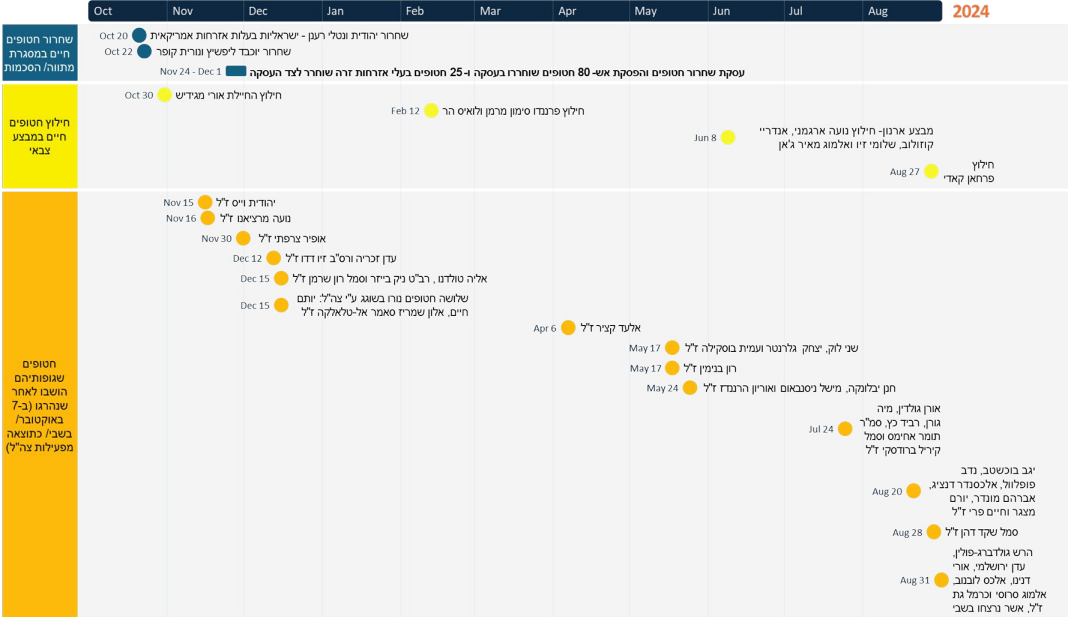 Oct Nov Dec Jan Feb Mar Apr May Jun Jul Aug 2024
שחרור חטופים
חיים במסגרת
מתווה/ הסכמות
Oct 20 שחרור יהודית ונטלי רענן - ישראליות בעלות אזרחות אמריקאית
Oct 22 שחרור יוכבד ליפשיץ ונורית קופר
Nov 24 - Dec 1 עסקת שחרור חטופים והפסקת אש- 80 חטופים שוחררו בעסקה ו- 25 חטופים בעלי אזרחות זרה שוחרר לצד העסקה
חילוץ חטופים
חיים במבצע
צבאי
Oct 30 חילוץ החיילת אורי מגידיש
Feb 12 חילוץ פרננדו סימון מרמן ולואיס הר
Jun 8 מבצע ארנון- חילוץ נועה ארגמני, אנדריי
קוזולוב, שלומי זיו ואלמוג מאיר ג'אן
Aug 27 חילוץ
פרחאן קאדי
חטופים
שגופותיהם
הושבו לאחר
שנהרגו (ב-7
באוקטובר/
בשבי/ כתוצאה
מפעילות צה"ל)
Nov 15 יהודית וייס ז"ל
Nov 16 נועה מרציאנו ז"ל
Nov 30 אופיר צרפתי ז"ל
Dec 12 עדן זכריה ורס"ב זיו דדו ז"ל
Dec 15 אליה טולדנו , רב"ט ניק בייזר וסמל רון שרמן ז"ל
Dec 15 שלושה חטופים נורו בשוגג ע"י צה"ל: יותם
חיים, אלון שמריז סאמר אל-טלאלקה ז"ל
Apr 6 אלעד קציר ז"ל
May 17 שני לוק, יצחק גלרנטר ועמית בוסקילה ז"ל
May 17 רון בנימין ז"ל
May 24 חנן יבלונקה, מישל ניסנבאום ואוריון הרנדז ז"ל
Jul 24 אורן גולדין, מיה
גורן, רביד כץ, סמ"ר
תומר אחימס וסמל
קיריל ברודסקי ז"ל
Aug 20 יגב בוכשטב, נדב
פופלוול, אלכסנדר דנציג,
אברהם מונדר, יורם
מצגר וחיים פרי ז"ל
Aug 28 סמל שקד דהן ז"ל
Aug 31 הרש גולדברג-פולין,
עדן ירושלמי, אורי
דנינו, אלכס לובנוב,
אלמוג סרוסי וכרמל גת
ז"ל, אשר נרצחו בשבי